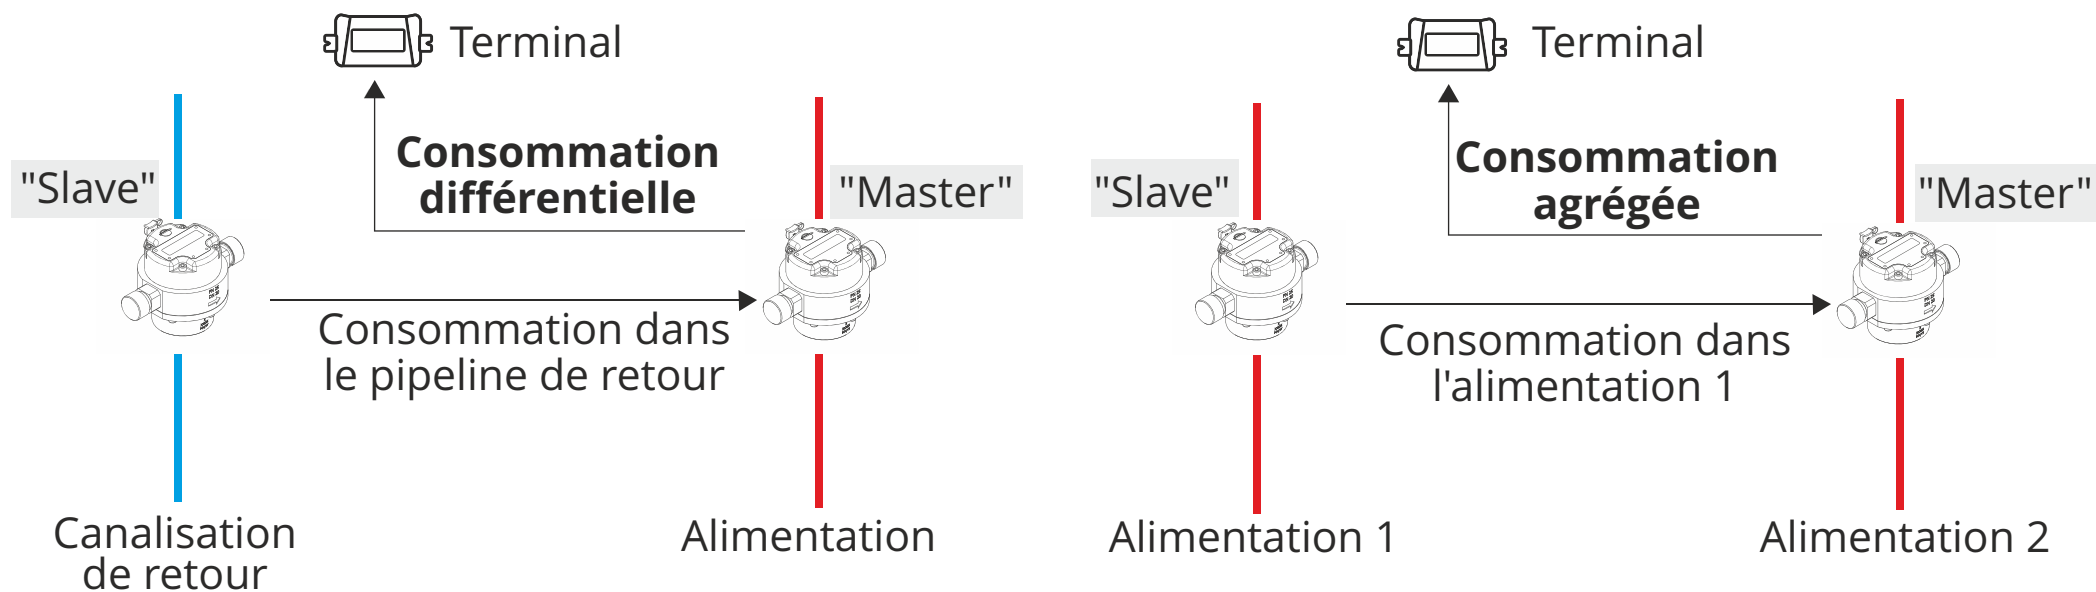 Terminal
Consommation
différentielle
"Slave"
"Master"
Consommation dans
le pipeline de retour
Canalisation
de retour
Alimentation
Terminal
Consommation
agrégée
"Slave"
"Master"
Consommation dans
l'alimentation 1
Alimentation 1
Alimentation 2